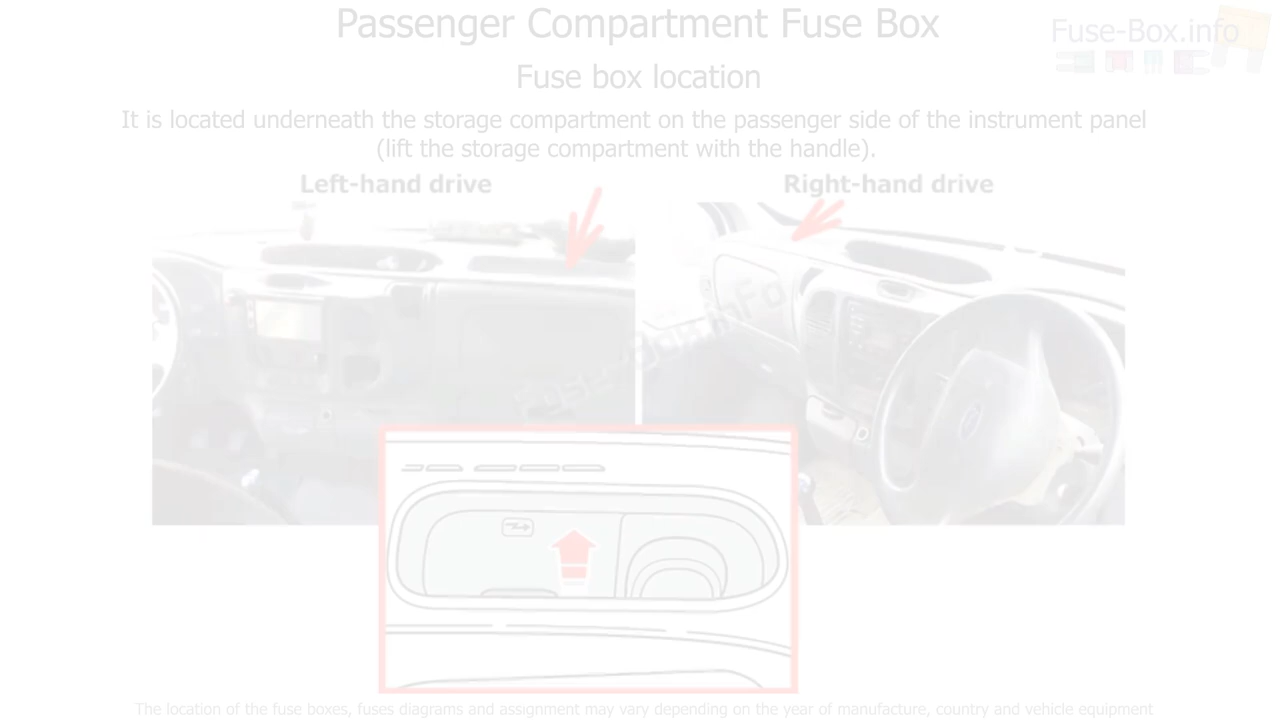 Passenger Compartment Fuse Box
Fuse-Box.info
Fuse box location
It is located underneath the storage compartment on the passenger side of the instrument panel
(lift the storage compartment with the handle).
Left-hand drive
Right-hand drive
Fuse-Box.info
The location of the fuse boxes, fuses diagrams and assignment may vary depending on the year of manufacture, country and vehicle equipment